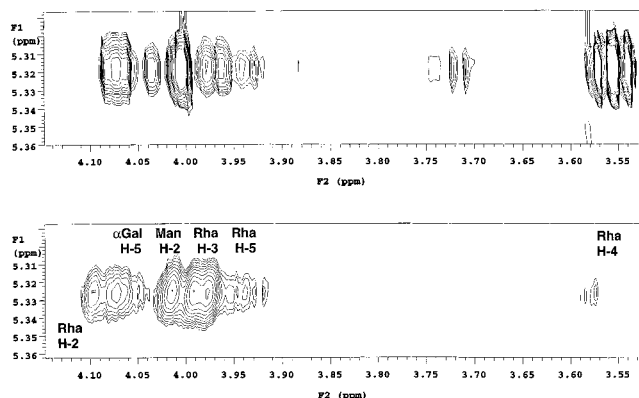 F1
(ppm)
5.31
5.32
5.33
5.34
5.35
5.36
4.10 4.05 4.00 3.95 3.90 3.85 3.80 3.75 3.70 3.65 3.60 3.55
F2 (ppm)
F1
(ppm)
αGal Man Rha Rha Rha
H-5 H-2 H-3 H-5 H-4
5.31
5.32
5.33
5.34
5.35
5.36
Rha
H-2
4.10 4.05 4.00 3.95 3.90 3.85 3.80 3.75 3.70 3.65 3.60 3.55
F2 (ppm)